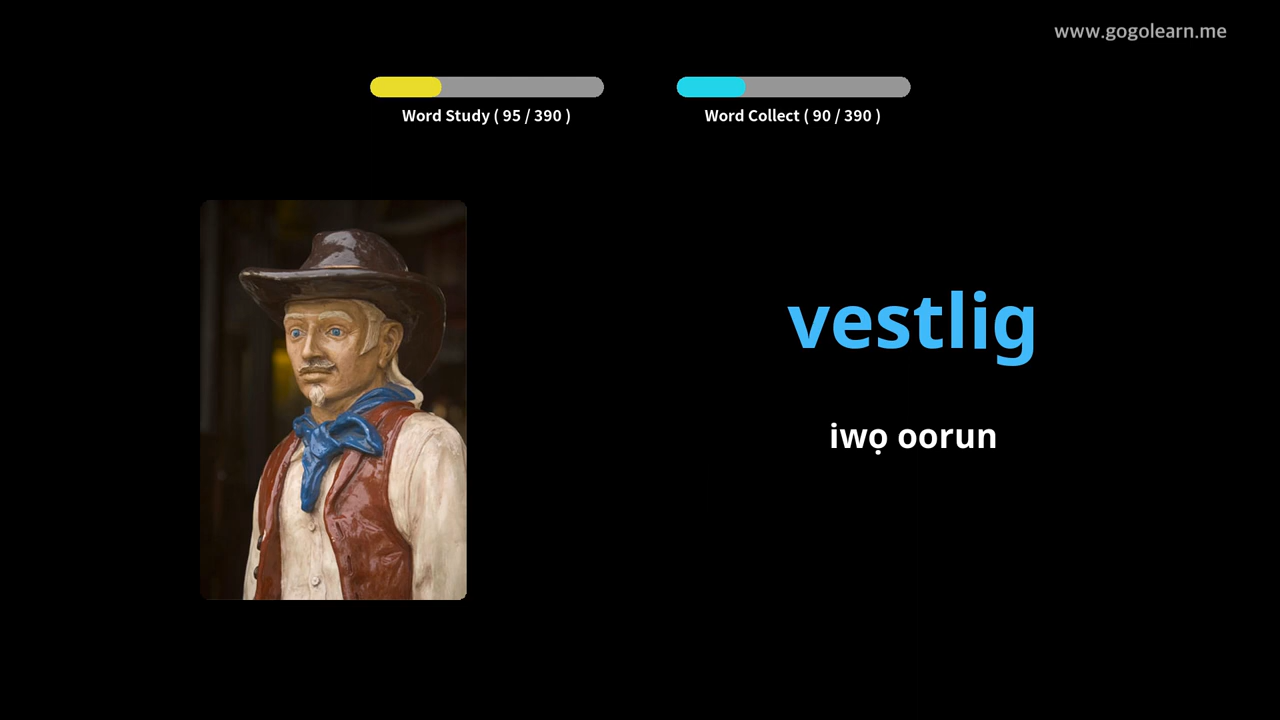 www.gogolearn.me
Word Study ( 95 / 390 )
Word Collect ( 90 / 390 )
vestlig
iwọ oorun